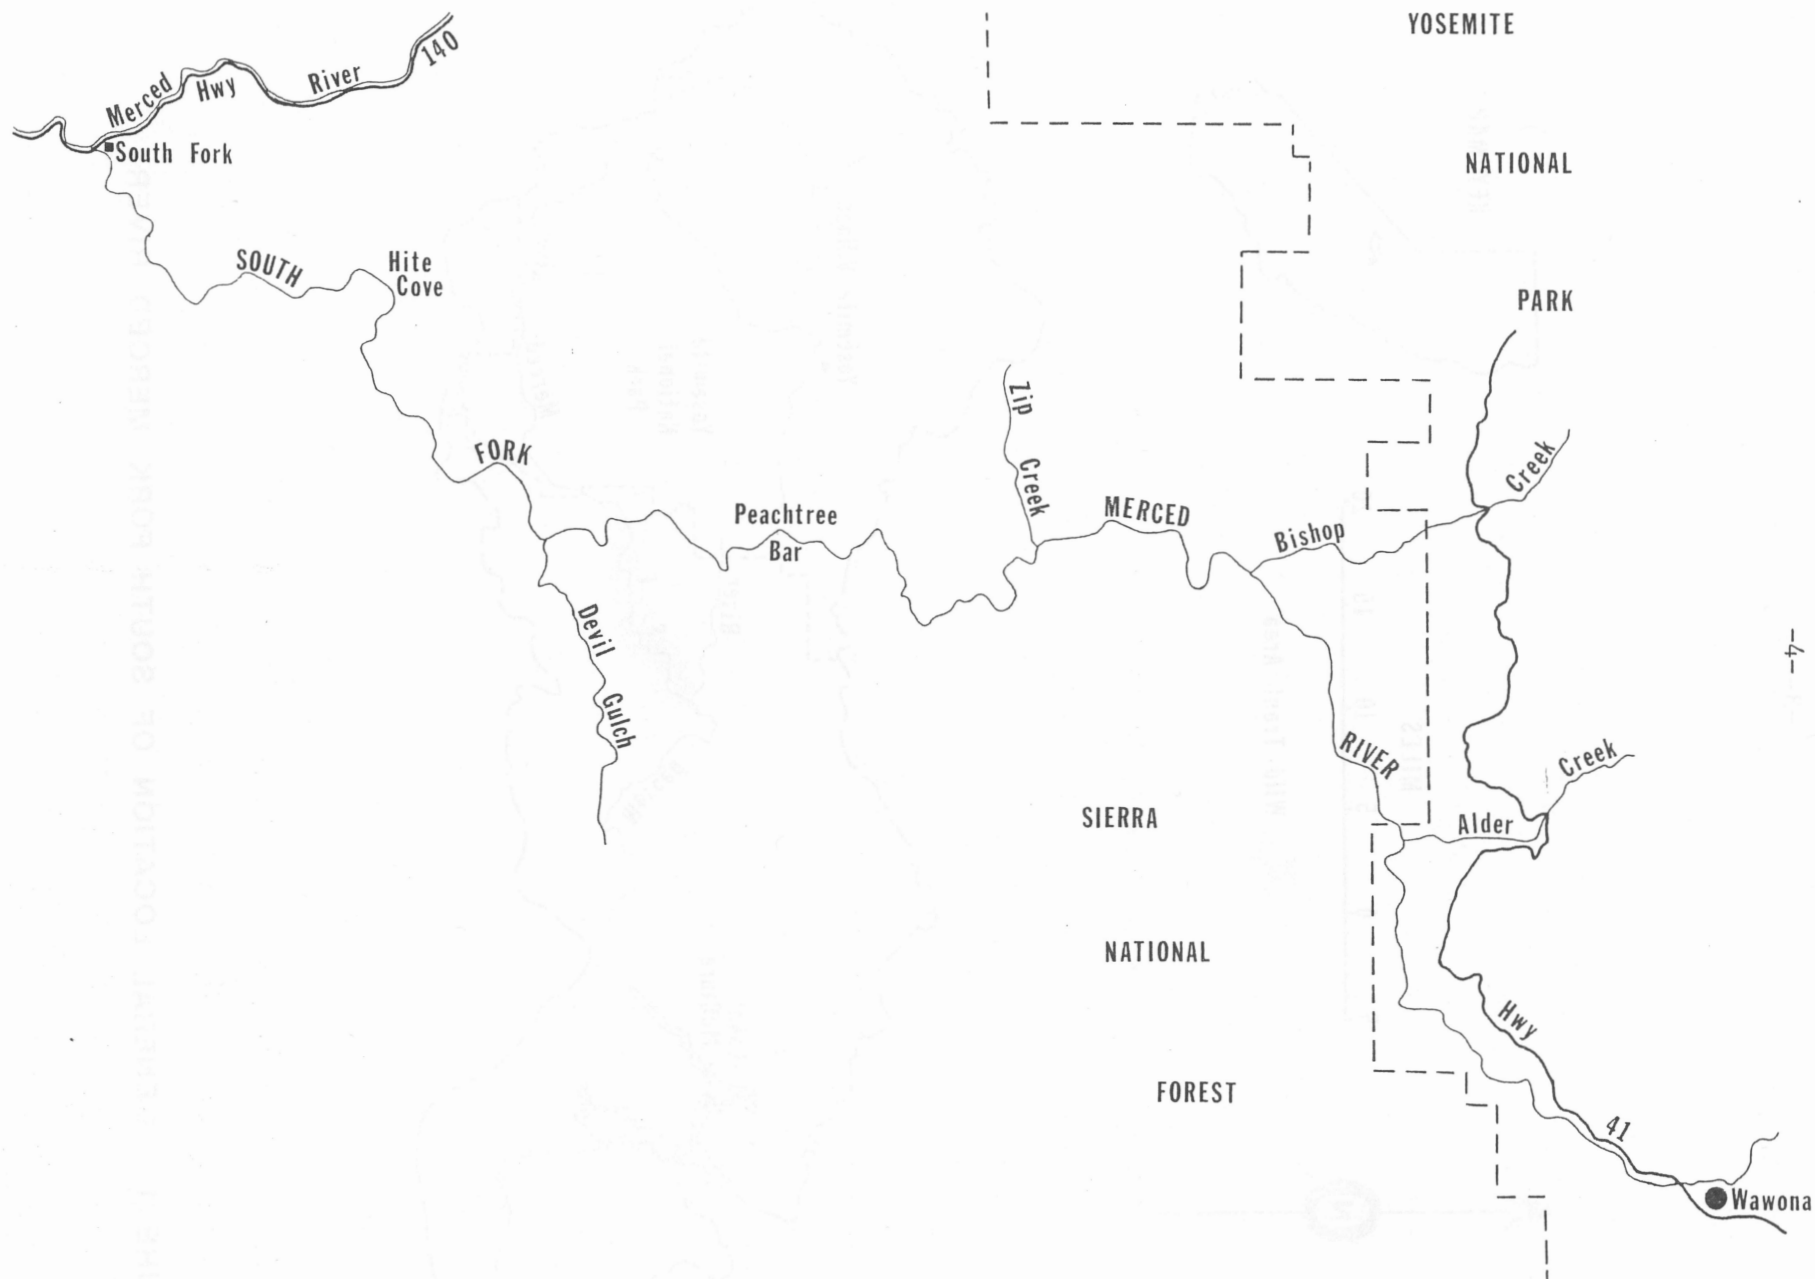 YOSEMITE
NATIONAL
PARK
Merced River
Hwy 140
South Fork
SOUTH FORK MERCED RIVER
Hite
Cove
Zip Creek
Peachtree
Bar
Bishop Creek
Devil Gulch
-4-
Alder Creek
SIERRA
NATIONAL
FOREST
Hwy 41
Wawona